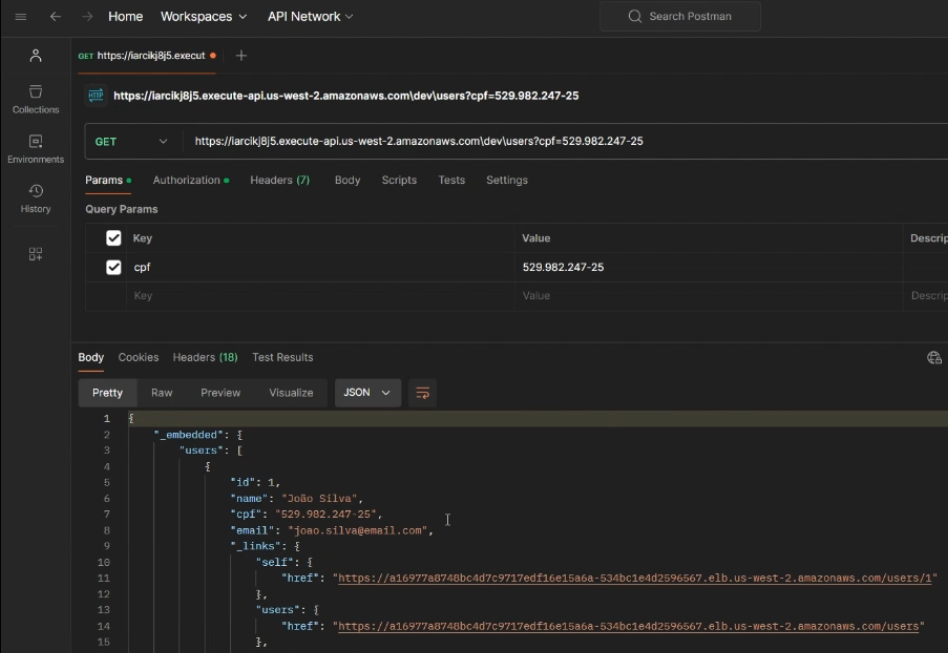 Home Workspaces API Network Search Postman
GET https://iarcikj8j5.execut
HTTP https://iarcikj8j5.execute-api.us-west-2.amazonaws.com\dev\users?cpf=529.982.247-25
Collections
GET https://iarcikj8j5.execute-api.us-west-2.amazonaws.com\dev\users?cpf=529.982.247-25
Environments
Params Authorization Headers (7) Body Scripts Tests Settings
History
Query Params
Key Value Descrip
cpf 529.982.247-25
Key Value Descrip
Body Cookies Headers (18) Test Results
Pretty Raw Preview Visualize JSON
1 {
2 "_embedded": {
3 "users": [
4 {
5 "id": 1,
6 "name": "João Silva",
7 "cpf": "529.982.247-25",
8 "email": "joao.silva@email.com",
9 "_links": {
10 "self": {
11 "href": "https://a16977a8748bc4d7c9717edf16e15a6a-534bc1e4d2596567.elb.us-west-2.amazonaws.com/users/1"
12 },
13 "users": {
14 "href": "https://a16977a8748bc4d7c9717edf16e15a6a-534bc1e4d2596567.elb.us-west-2.amazonaws.com/users"
15 },